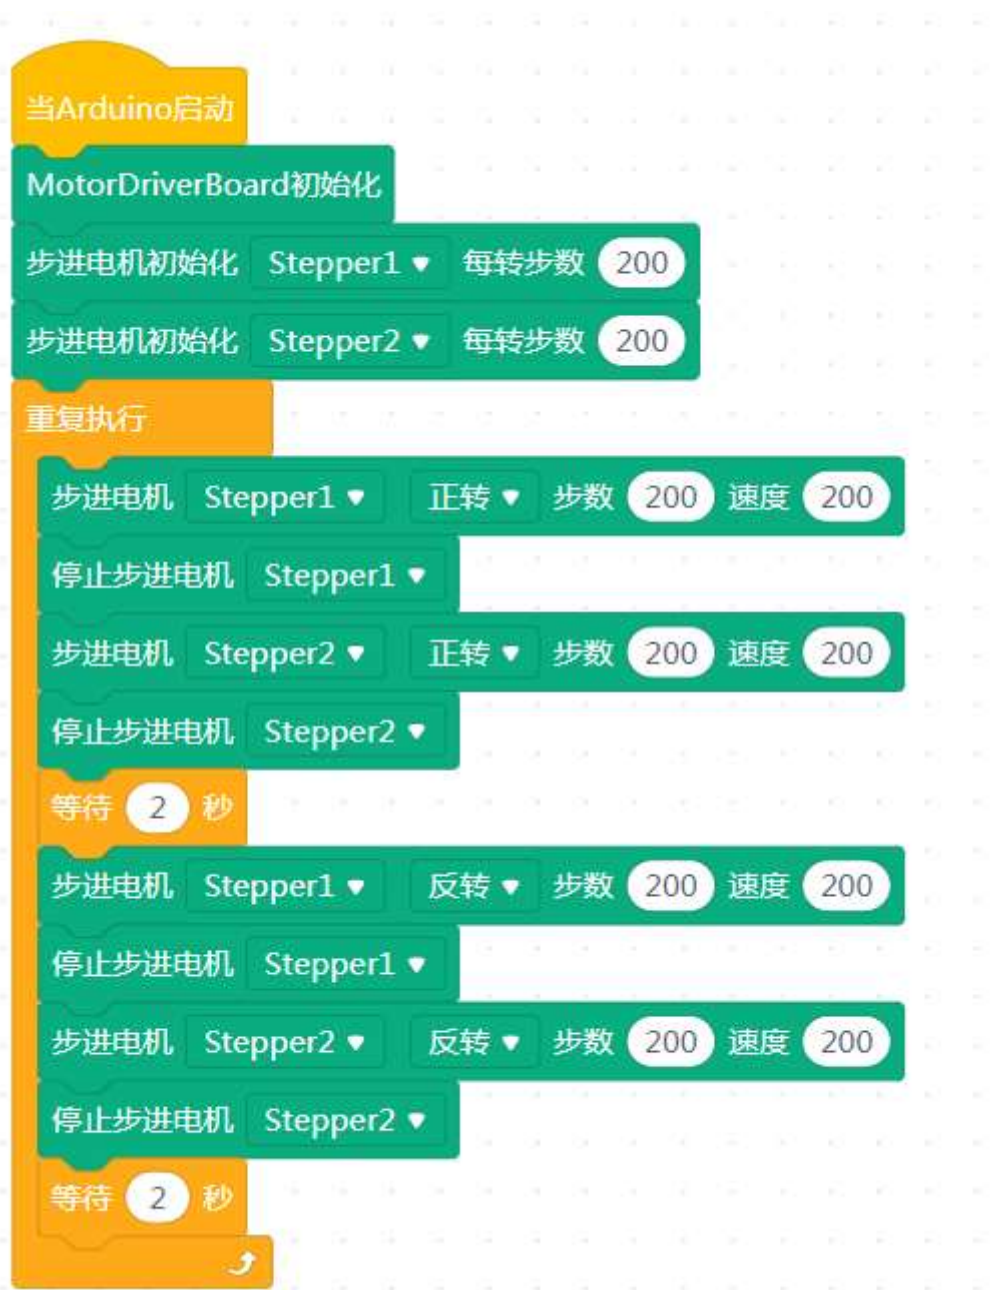 当Arduino启动
MotorDriverBoard初始化
步进电机初始化 Stepper1 每转步数 200
步进电机初始化 Stepper2 每转步数 200
重复执行
步进电机 Stepper1 正转 步数 200 速度 200
停止步进电机 Stepper1
步进电机 Stepper2 正转 步数 200 速度 200
停止步进电机 Stepper2
等待 2 秒
步进电机 Stepper1 反转 步数 200 速度 200
停止步进电机 Stepper1
步进电机 Stepper2 反转 步数 200 速度 200
停止步进电机 Stepper2
等待 2 秒